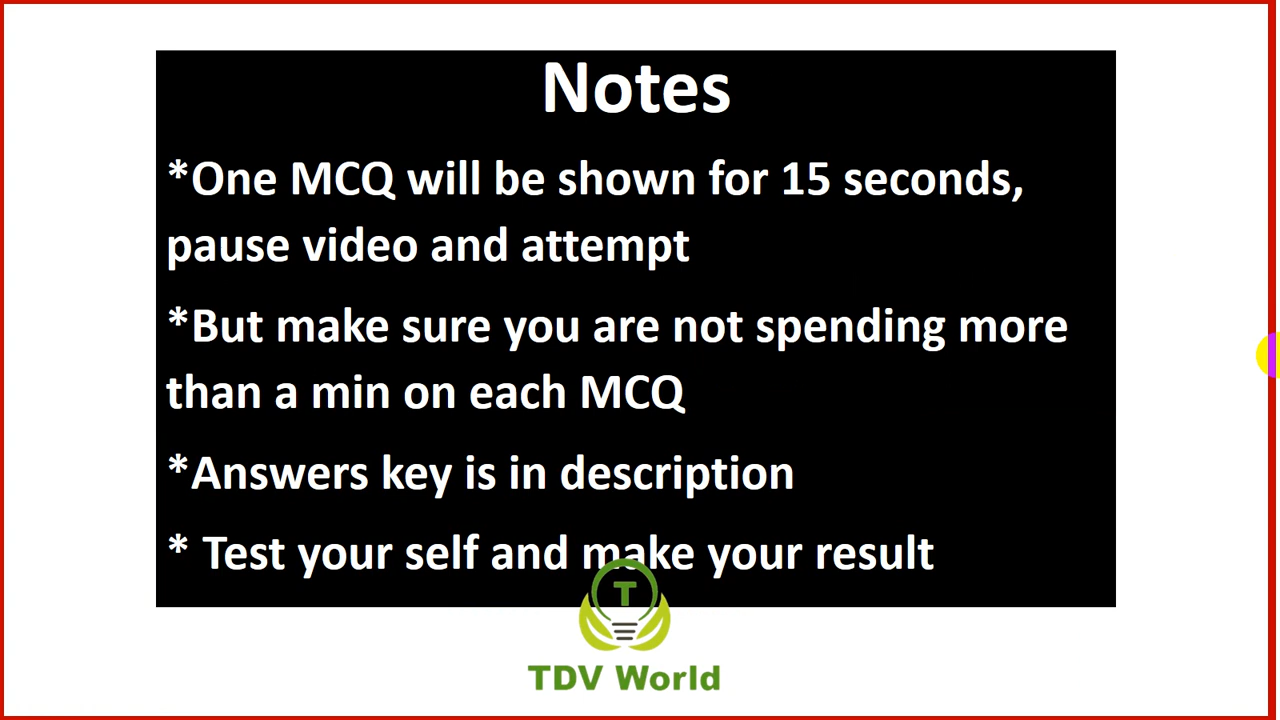 Notes
*One MCQ will be shown for 15 seconds,
pause video and attempt
*But make sure you are not spending more
than a min on each MCQ
*Answers key is in description
* Test your self and make your result
T
TDV World